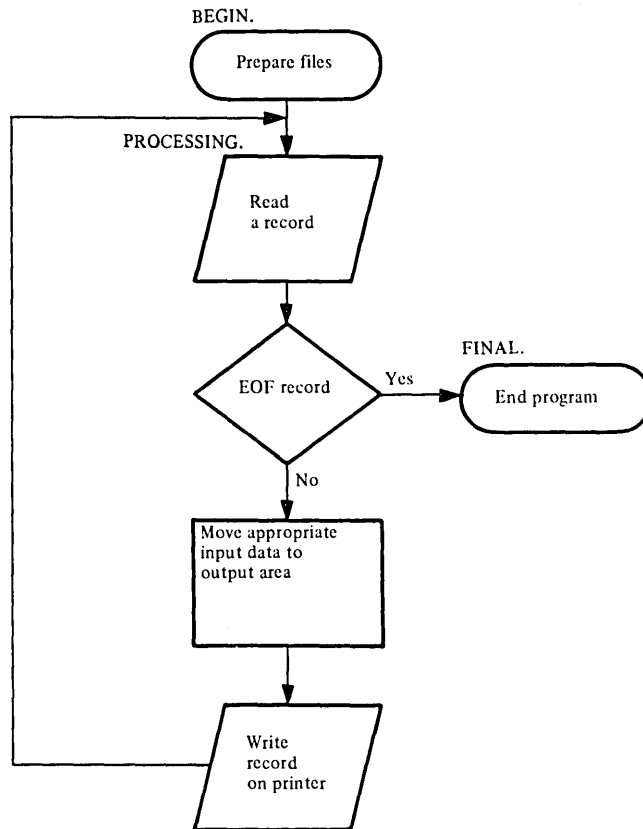 BEGIN.
Prepare files
PROCESSING.
Read
a record
EOF record
Yes
FINAL.
End program
No
Move appropriate
input data to
output area
Write
record
on printer